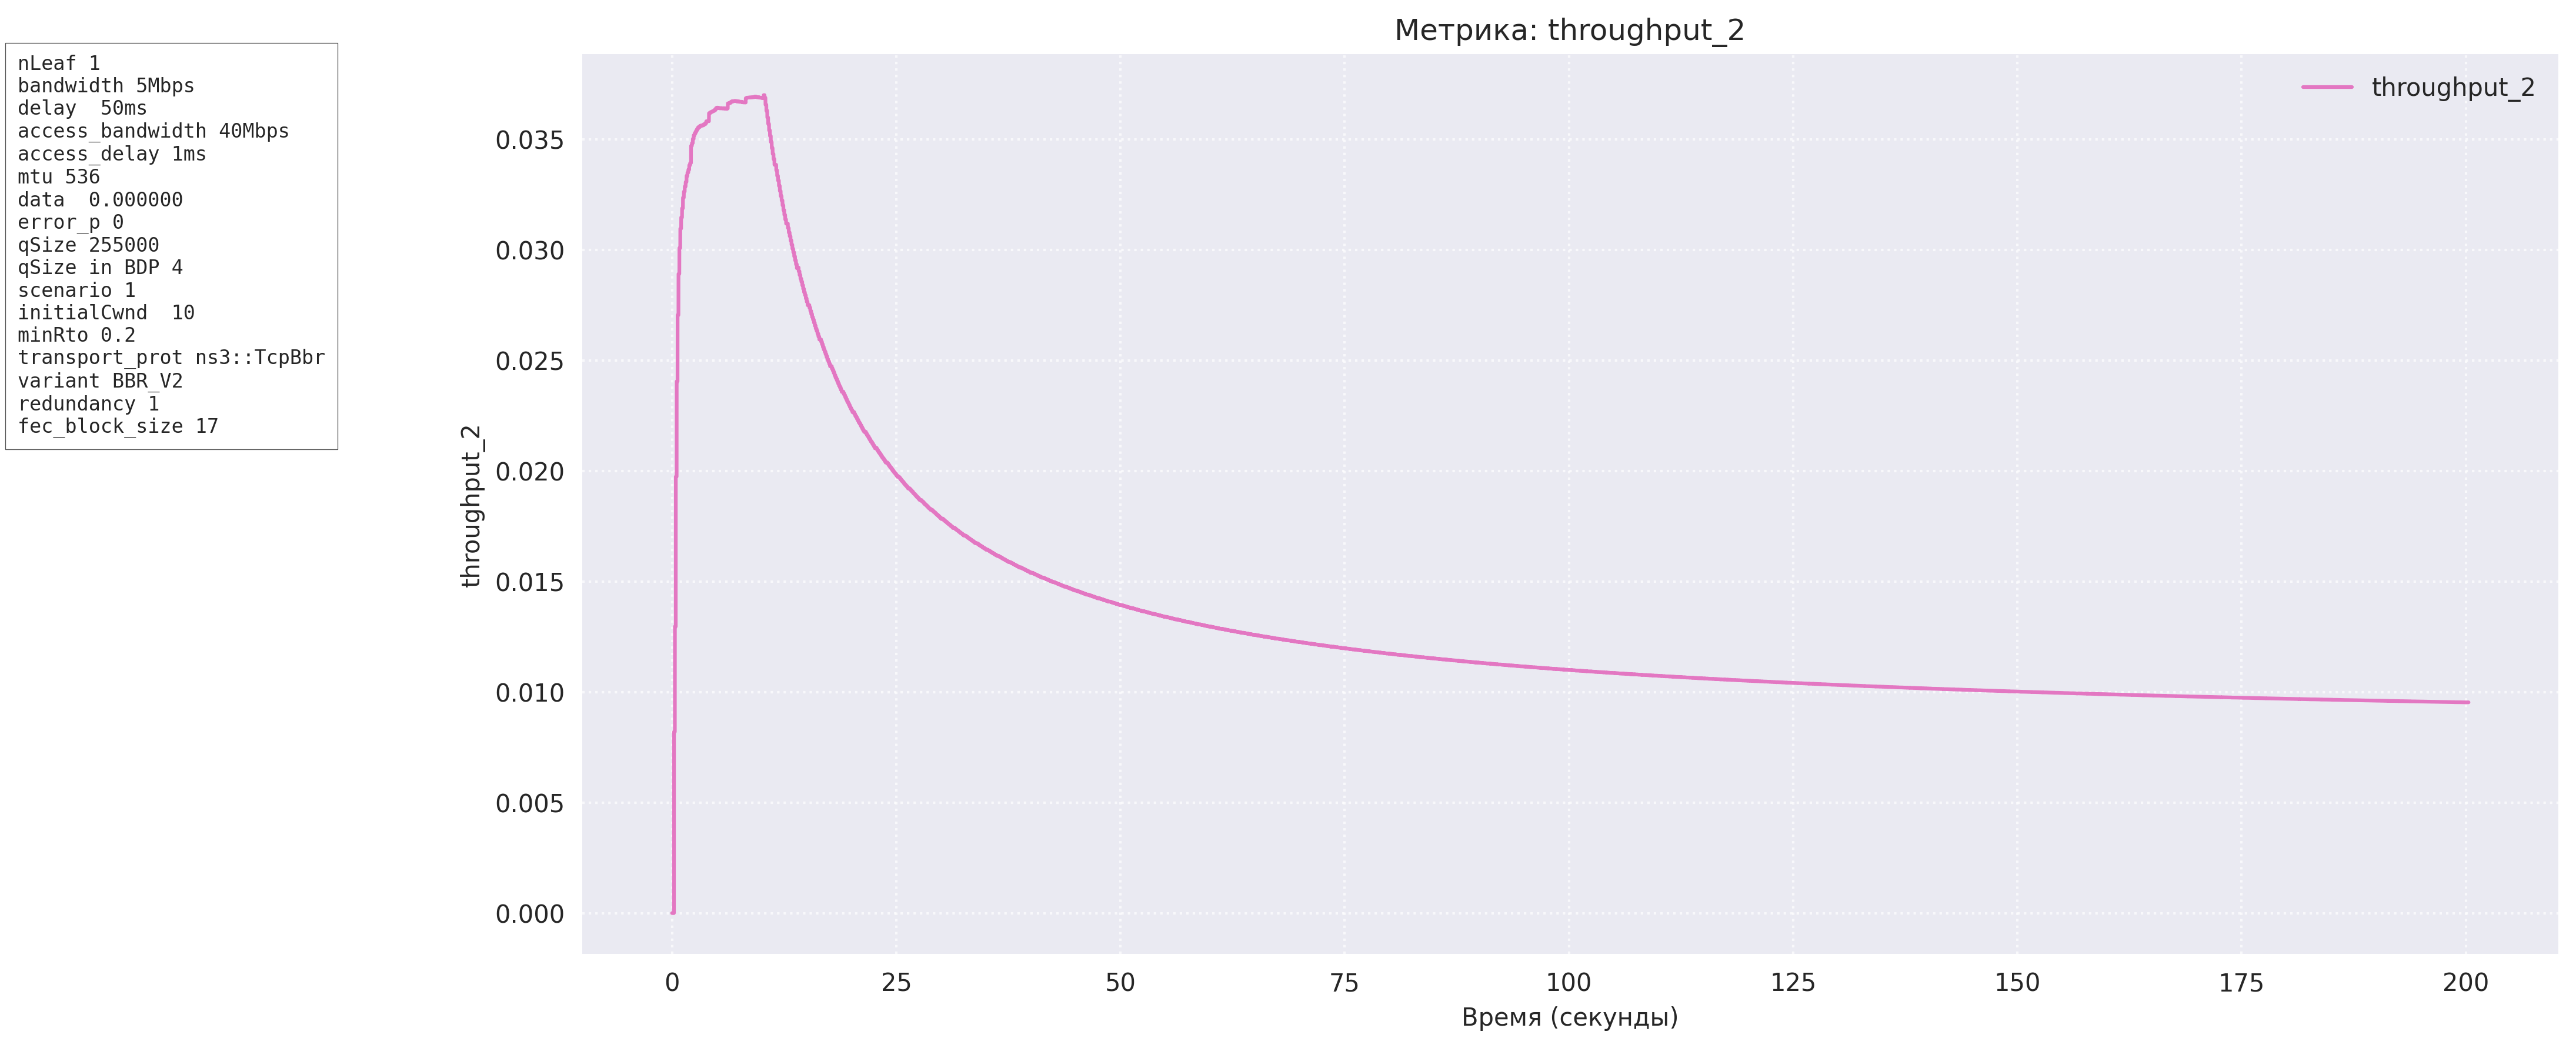 Метрика: throughput_2
nLeaf 1
bandwidth 5Mbps
delay  50ms
access_bandwidth 40Mbps
access_delay 1ms
mtu 536
data  0.000000
error_p 0
qSize 255000
qSize in BDP 4
scenario 1
initialCwnd  10
minRto 0.2
transport_prot ns3::TcpBbr
variant BBR_V2
redundancy 1
fec_block_size 17
throughput_2
throughput_2
0.035
0.030
0.025
0.020
0.015
0.010
0.005
0.000
0 25 50 75 100 125 150 175 200
Время (секунды)